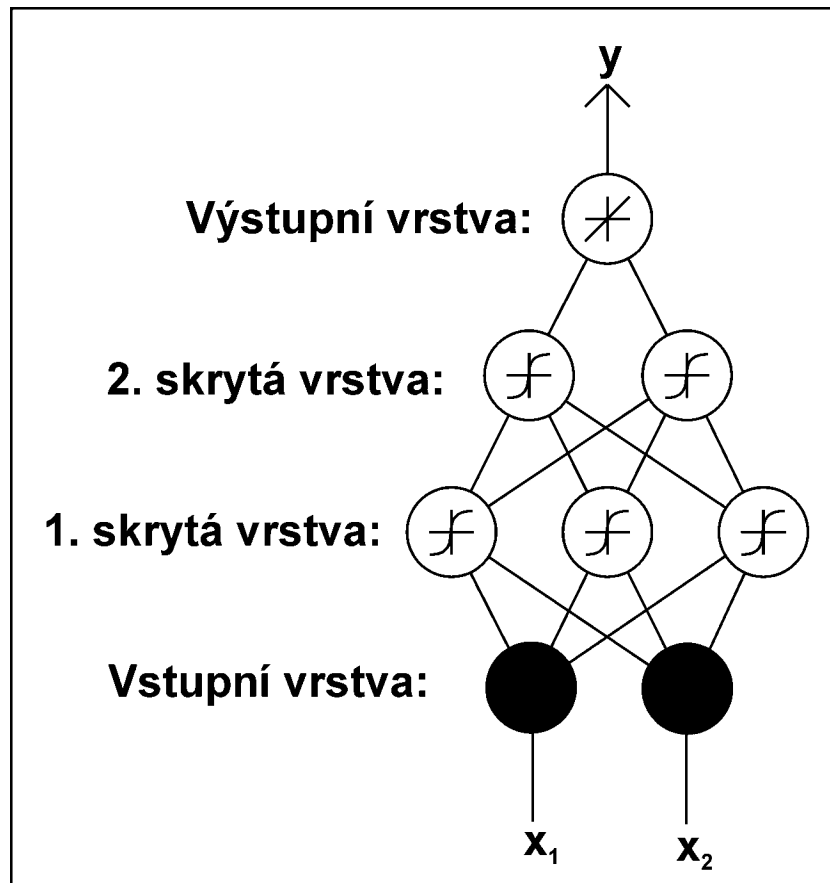 y
Výstupní vrstva:
2. skrytá vrstva:
1. skrytá vrstva:
Vstupní vrstva:
x₁ x₂